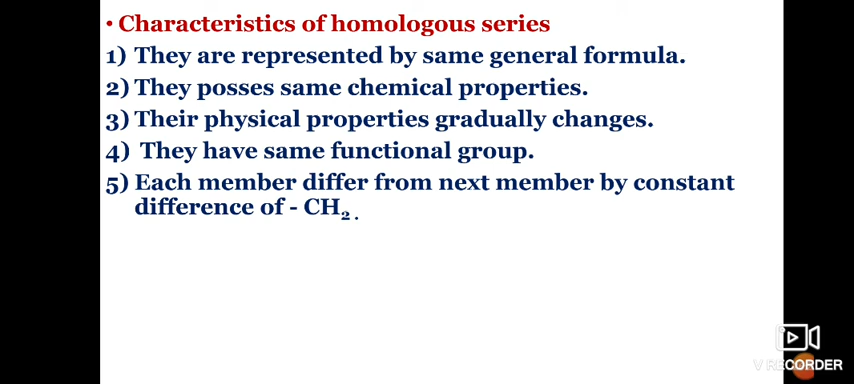 • Characteristics of homologous series
1) They are represented by same general formula.
2) They posses same chemical properties.
3) Their physical properties gradually changes.
4) They have same functional group.
5) Each member differ from next member by constant
difference of - CH₂ .
V RECORDER